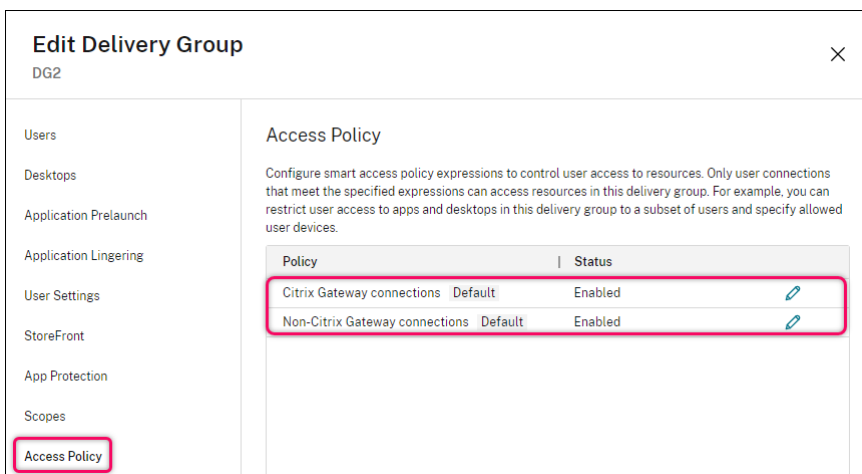 Edit Delivery Group
DG2
Users
Desktops
Application Prelaunch
Application Lingering
User Settings
StoreFront
App Protection
Scopes
Access Policy
Access Policy
Configure smart access policy expressions to control user access to resources. Only user connections
that meet the specified expressions can access resources in this delivery group. For example, you can
restrict user access to apps and desktops in this delivery group to a subset of users and specify allowed
user devices.
Policy Status
Citrix Gateway connections Default Enabled
Non-Citrix Gateway connections Default Enabled